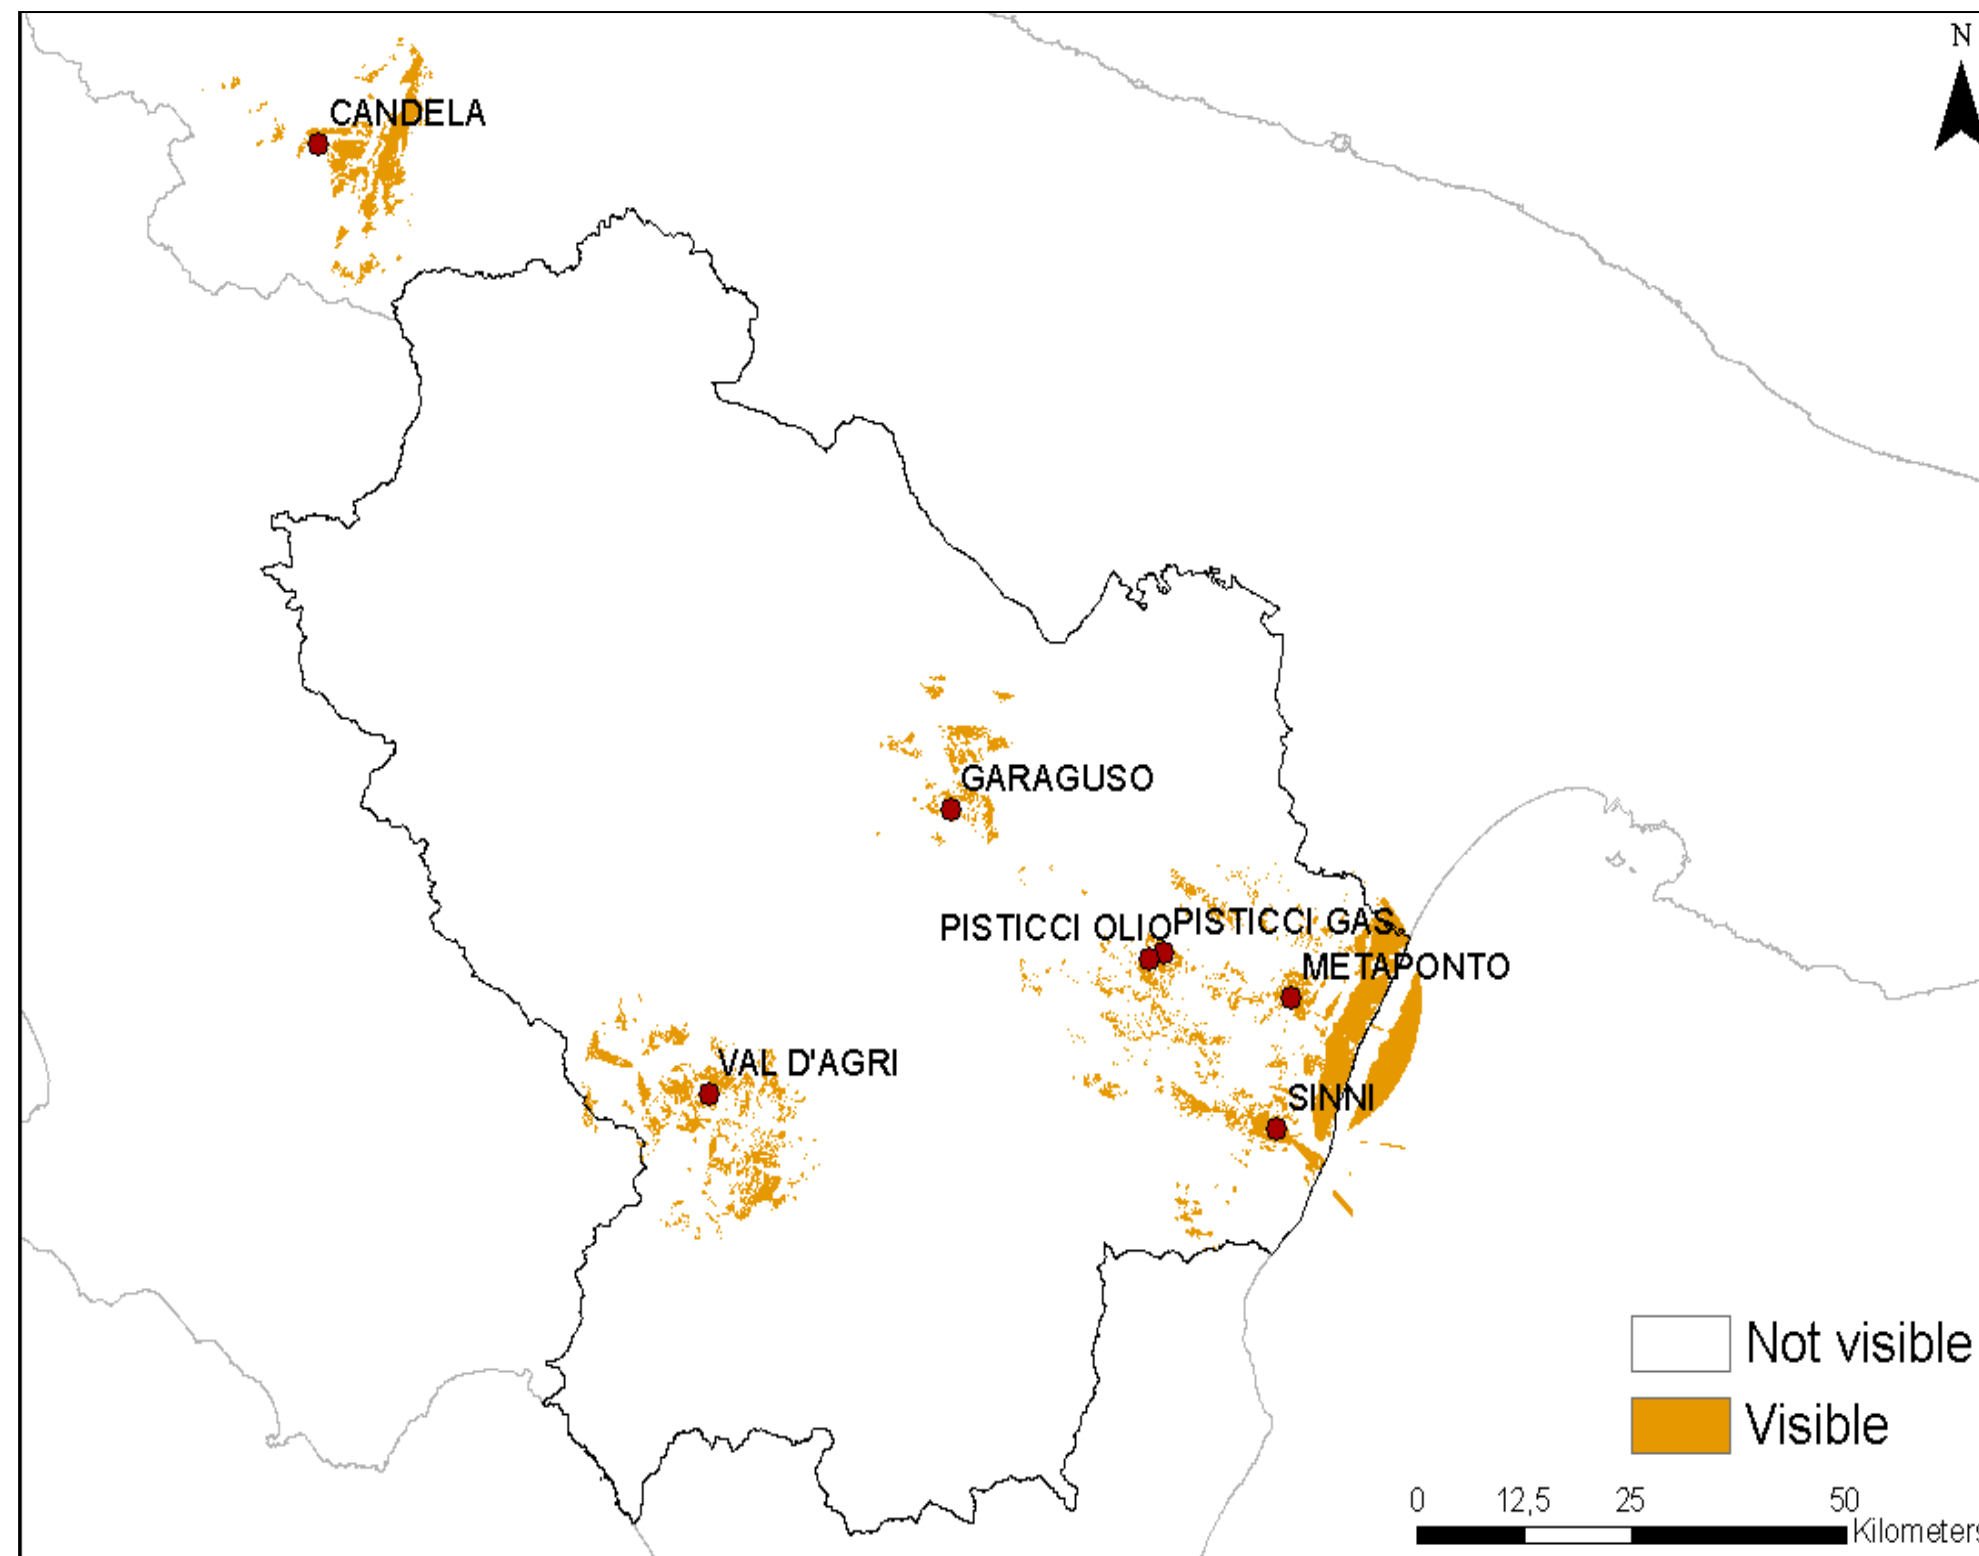 N
CANDELA
GARAGUSO
PISTICCI OLIO
PISTICCI GAS
METAPONTO
VAL D'AGRI
SINNI
Not visible
Visible
0 12,5 25 50
Kilometers